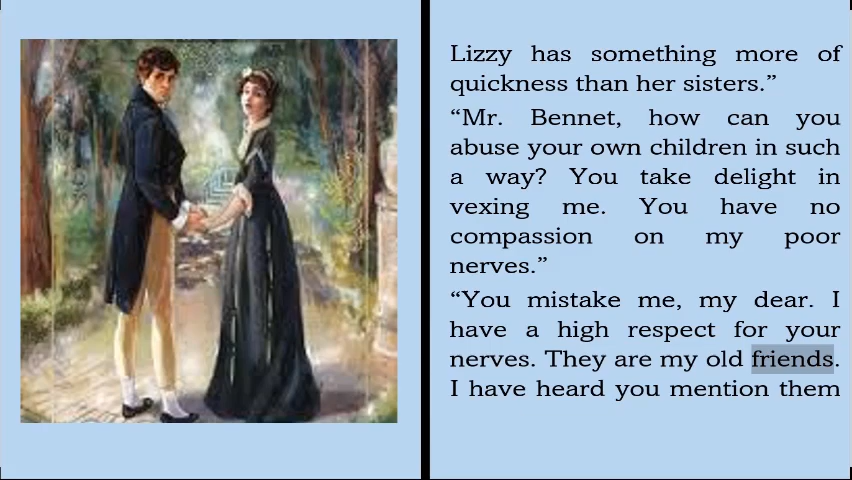 Lizzy has something more of
quickness than her sisters.”
“Mr. Bennet, how can you
abuse your own children in such
a way? You take delight in
vexing me. You have no
compassion on my poor
nerves.”
“You mistake me, my dear. I
have a high respect for your
nerves. They are my old friends.
I have heard you mention them